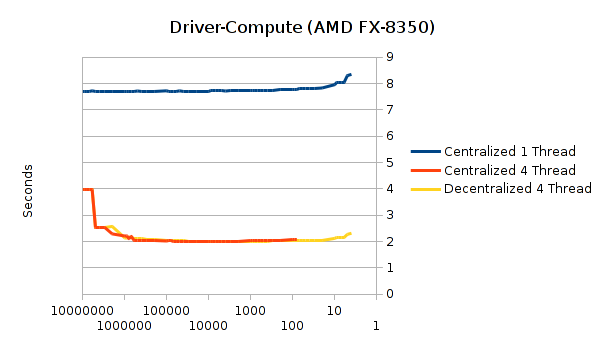 Driver-Compute (AMD FX-8350)
9
8
7
6
5
4
3
2
1
0
Seconds
Centralized 1 Thread
Centralized 4 Thread
Decentralized 4 Thread
10000000 100000 1000 10
1000000 10000 100 1